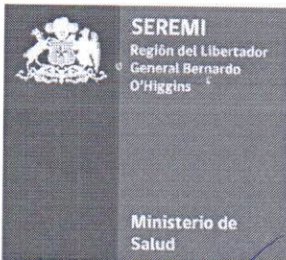 SEREMI
Región del Libertador
General Bernardo
O'Higgins
Ministerio de
Salud